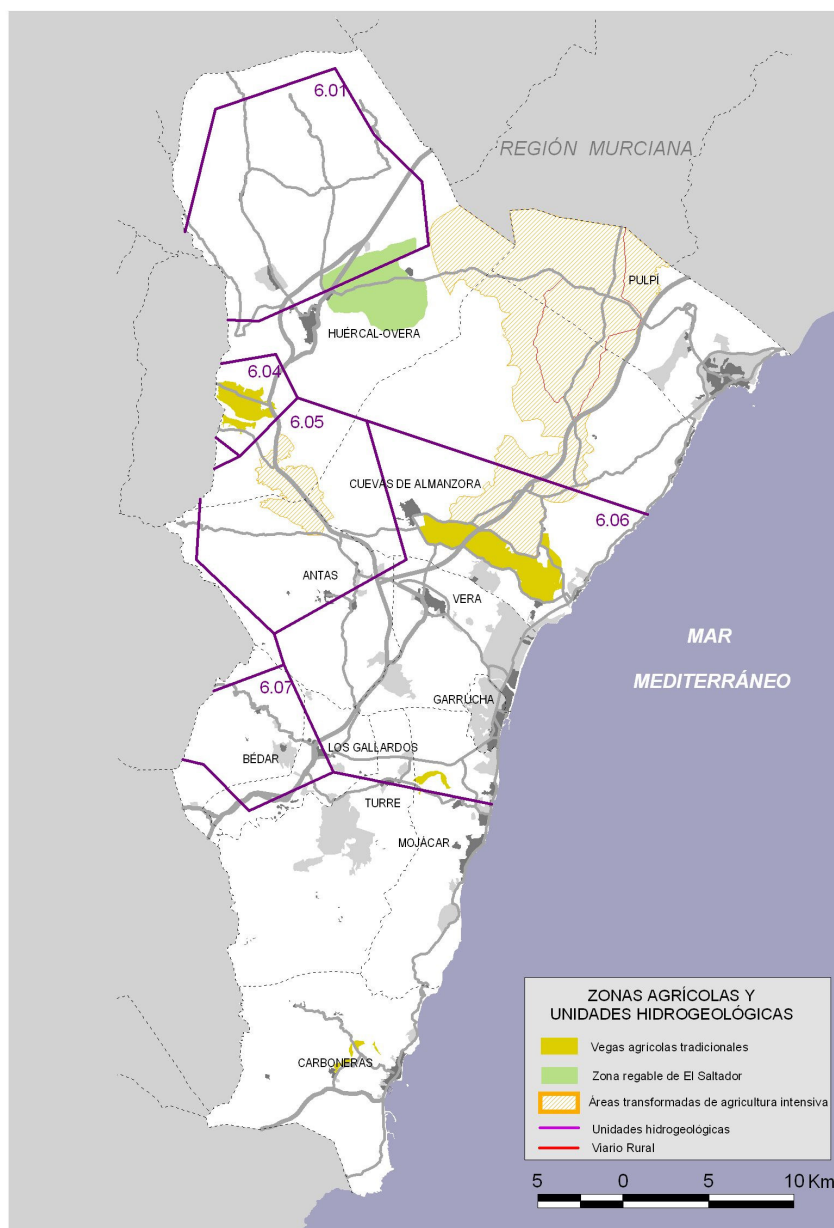 6.01
REGIÓN MURCIANA
PULPÍ
HUÉRCAL-OVERA
6.04
6.05
CUEVAS DE ALMANZORA
6.06
ANTAS
VERA
MAR
MEDITERRÁNEO
6.07
GARRUCHA
LOS GALLARDOS
BÉDAR
TURRE
MOJÁCAR
CARBONERAS
ZONAS AGRÍCOLAS Y
UNIDADES HIDROGEOLÓGICAS
Vegas agrícolas tradicionales
Zona regable de El Saltador
Áreas transformadas de agricultura intensiva
Unidades hidrogeológicas
Viario Rural
5 0 5 10 Km